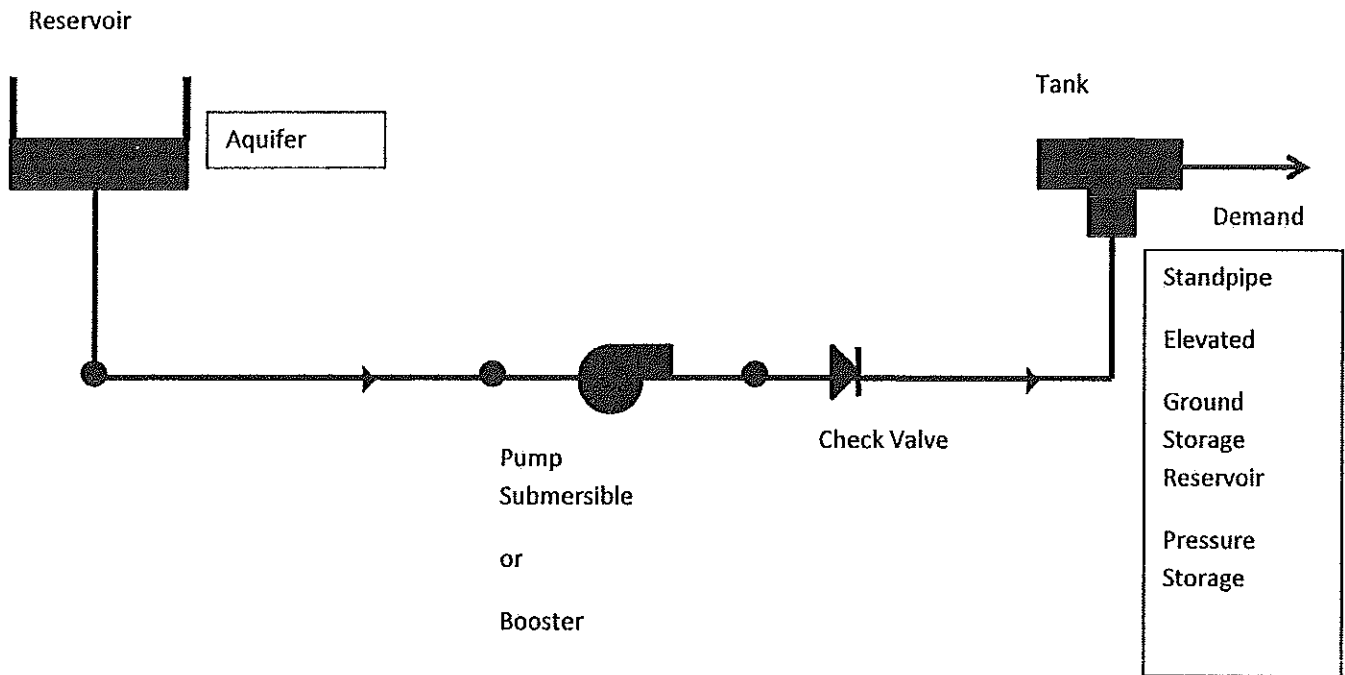 Reservoir
Tank
Aquifer
Demand
Standpipe
Elevated
Ground
Storage
Reservoir
Pressure
Storage
Check Valve
Pump
Submersible
or
Booster